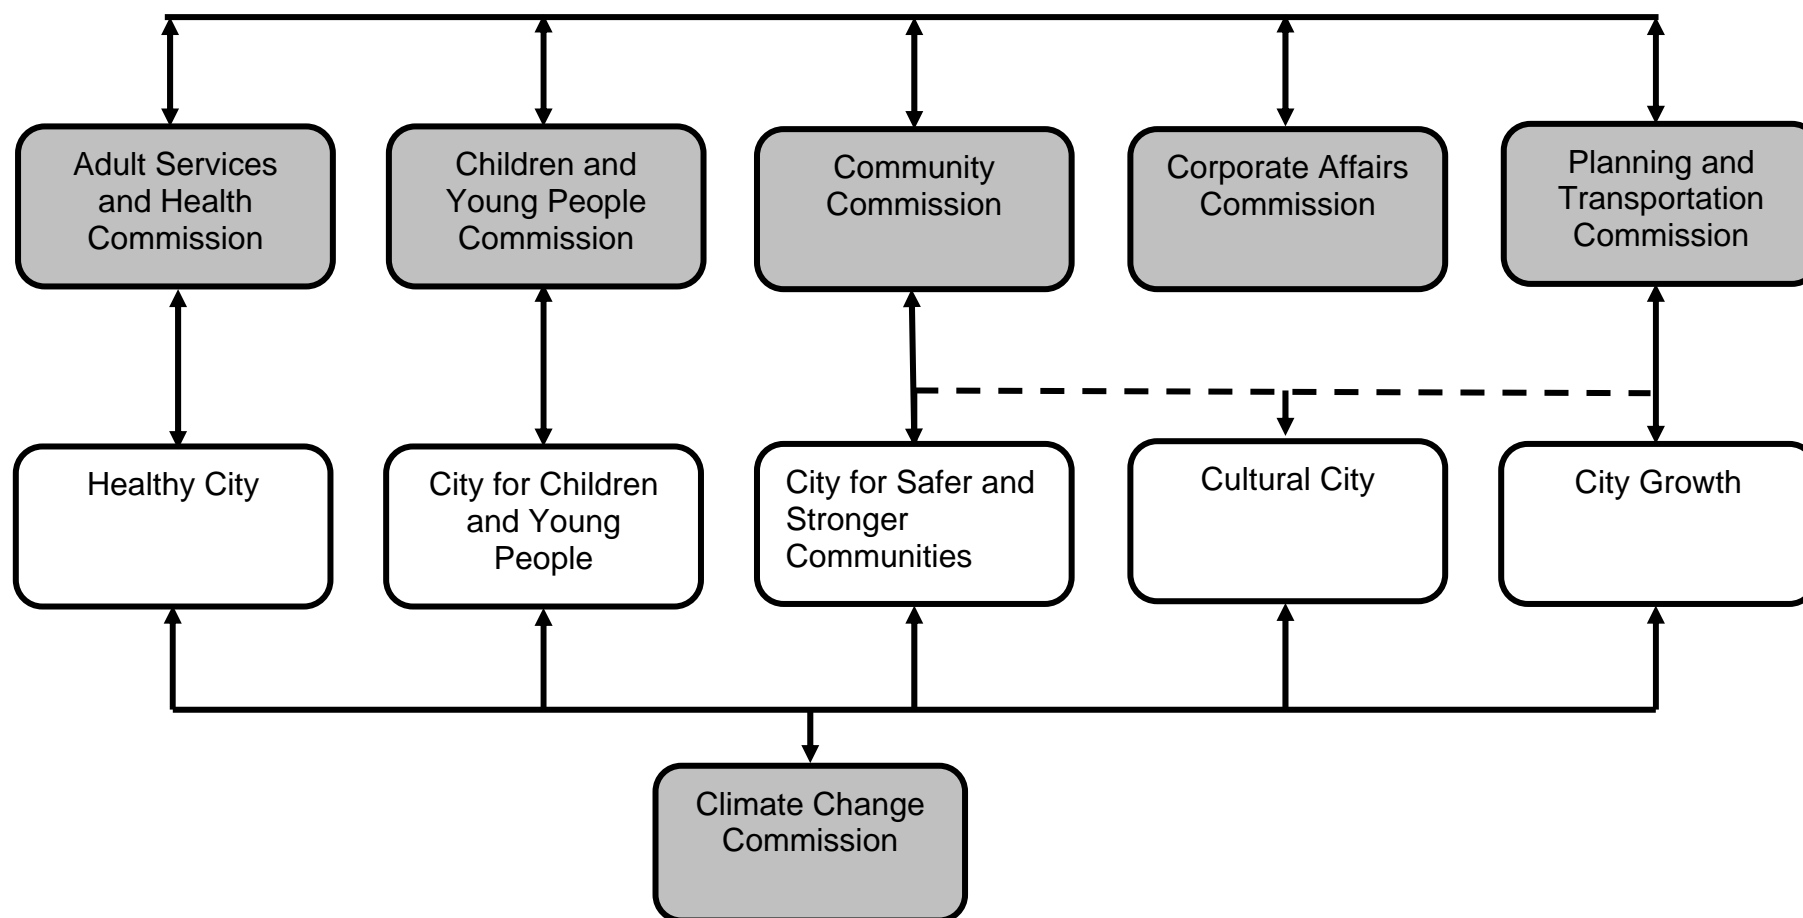 Adult Services
and Health
Commission
Children and
Young People
Commission
Community
Commission
Corporate Affairs
Commission
Planning and
Transportation
Commission
Healthy City
City for Children
and Young
People
City for Safer and
Stronger
Communities
Cultural City
City Growth
Climate Change
Commission